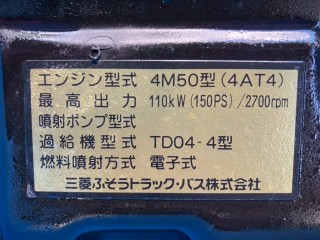 エンジン型式 4M50型(4AT4)
最高出力 110kW(150PS)/2700rpm
噴射ポンプ型式
過給機型式 TD04-4型
燃料噴射方式 電子式
三菱ふそうトラック・バス株式会社